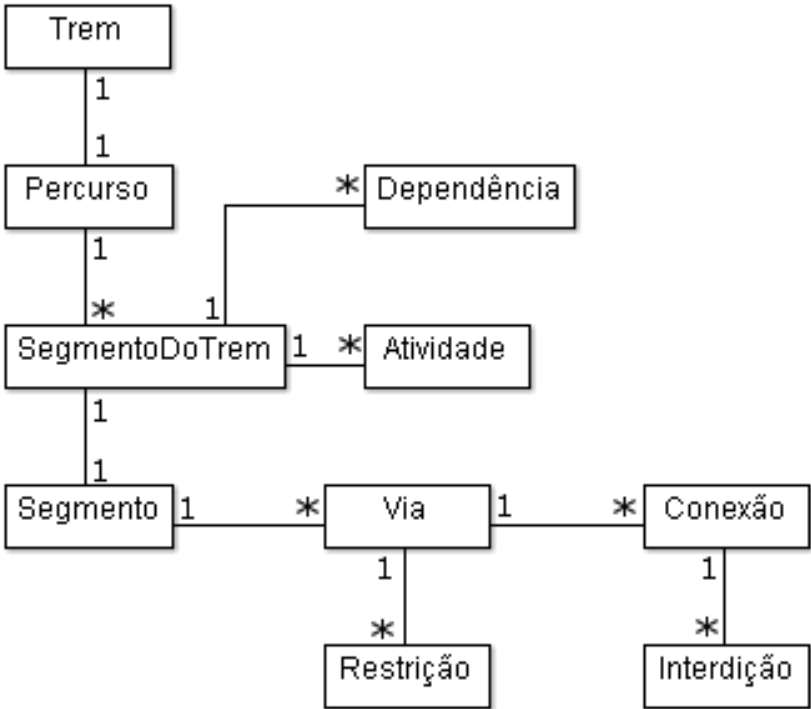 Trem
1
1
Percurso
1
*
* Dependência
1
SegmentoDoTrem 1 * Atividade
1
1
Segmento 1 * Via 1 * Conexão
1 1
* *
Restrição Interdição